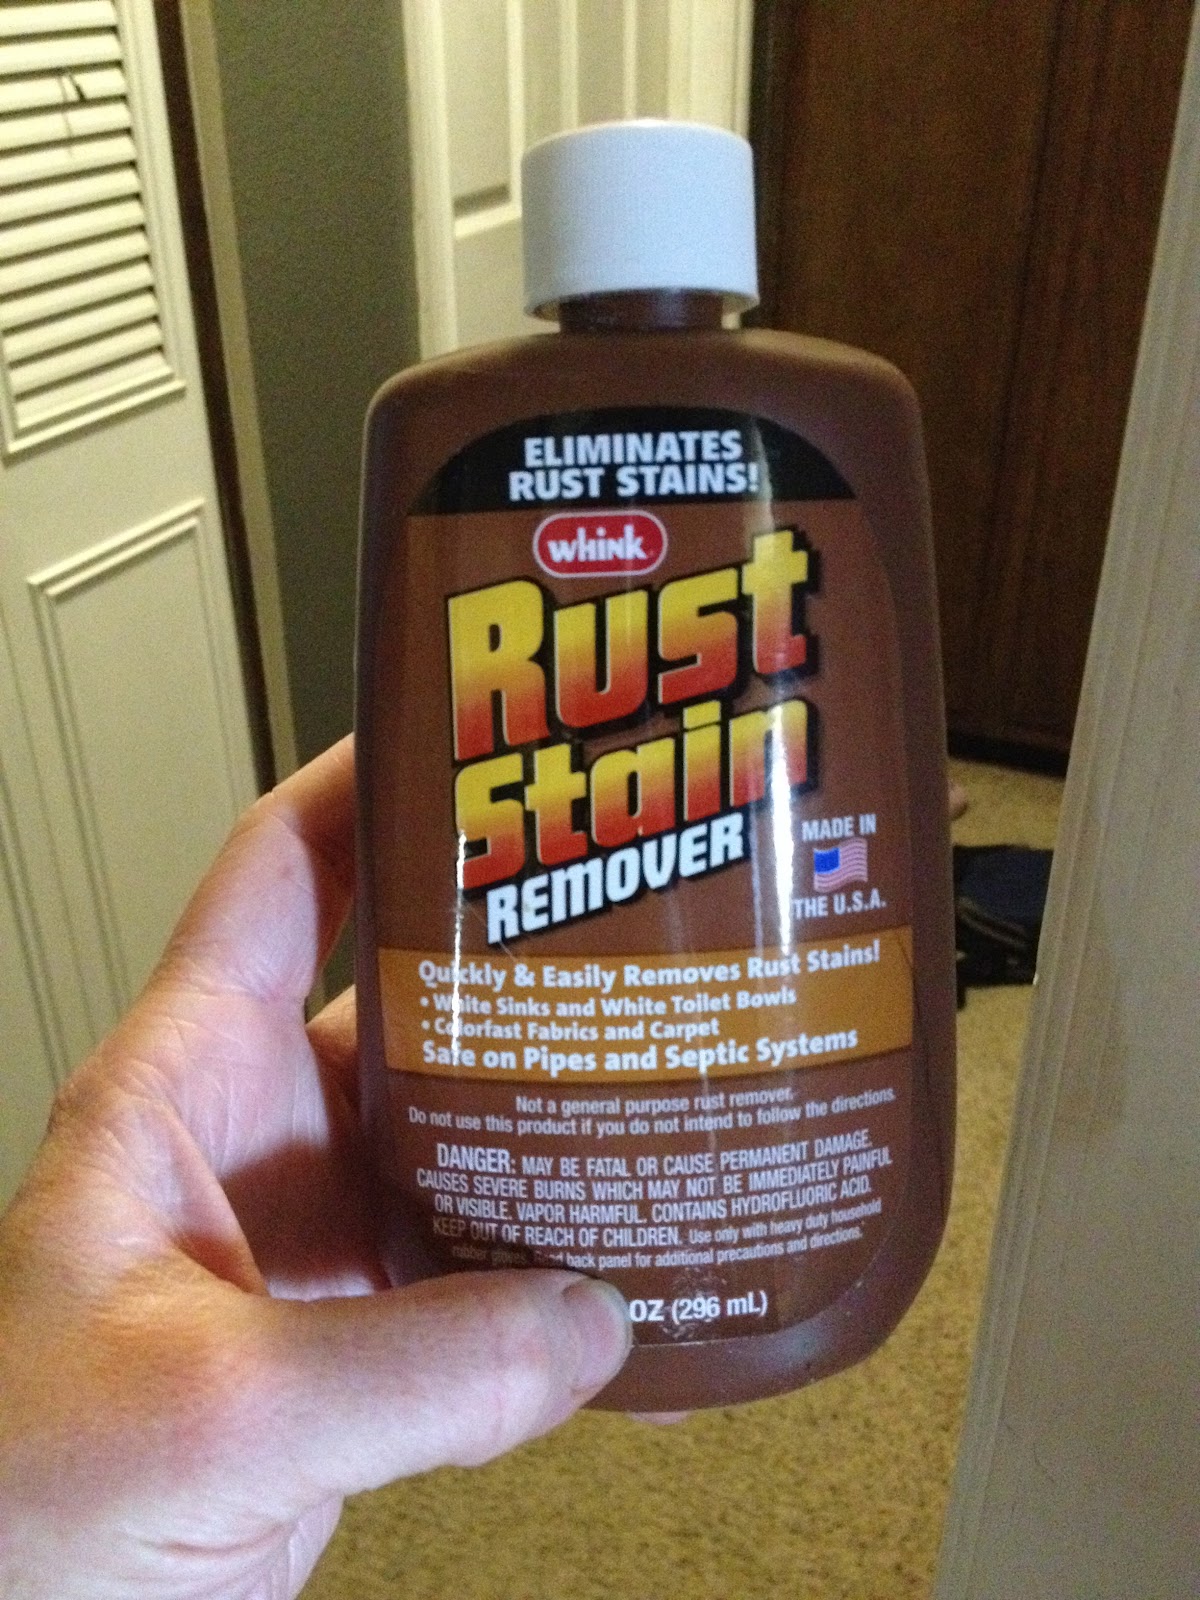 ELIMINATES
RUST STAINS!
whink
Rust
Stain
REMOVER
MADE IN
THE U.S.A.
Quickly & Easily Removes Rust Stains!
• White Sinks and White Toilet Bowls
• Colorfast Fabrics and Carpet
Safe on Pipes and Septic Systems
Not a general purpose rust remover.
Do not use this product if you do not intend to follow the directions.
DANGER: MAY BE FATAL OR CAUSE PERMANENT DAMAGE.
CAUSES SEVERE BURNS WHICH MAY NOT BE IMMEDIATELY PAINFUL
OR VISIBLE. VAPOR HARMFUL. CONTAINS HYDROFLUORIC ACID.
KEEP OUT OF REACH OF CHILDREN. Use only with heavy duty household
rubber gloves. Read back panel for additional precautions and directions.
OZ (296 mL)